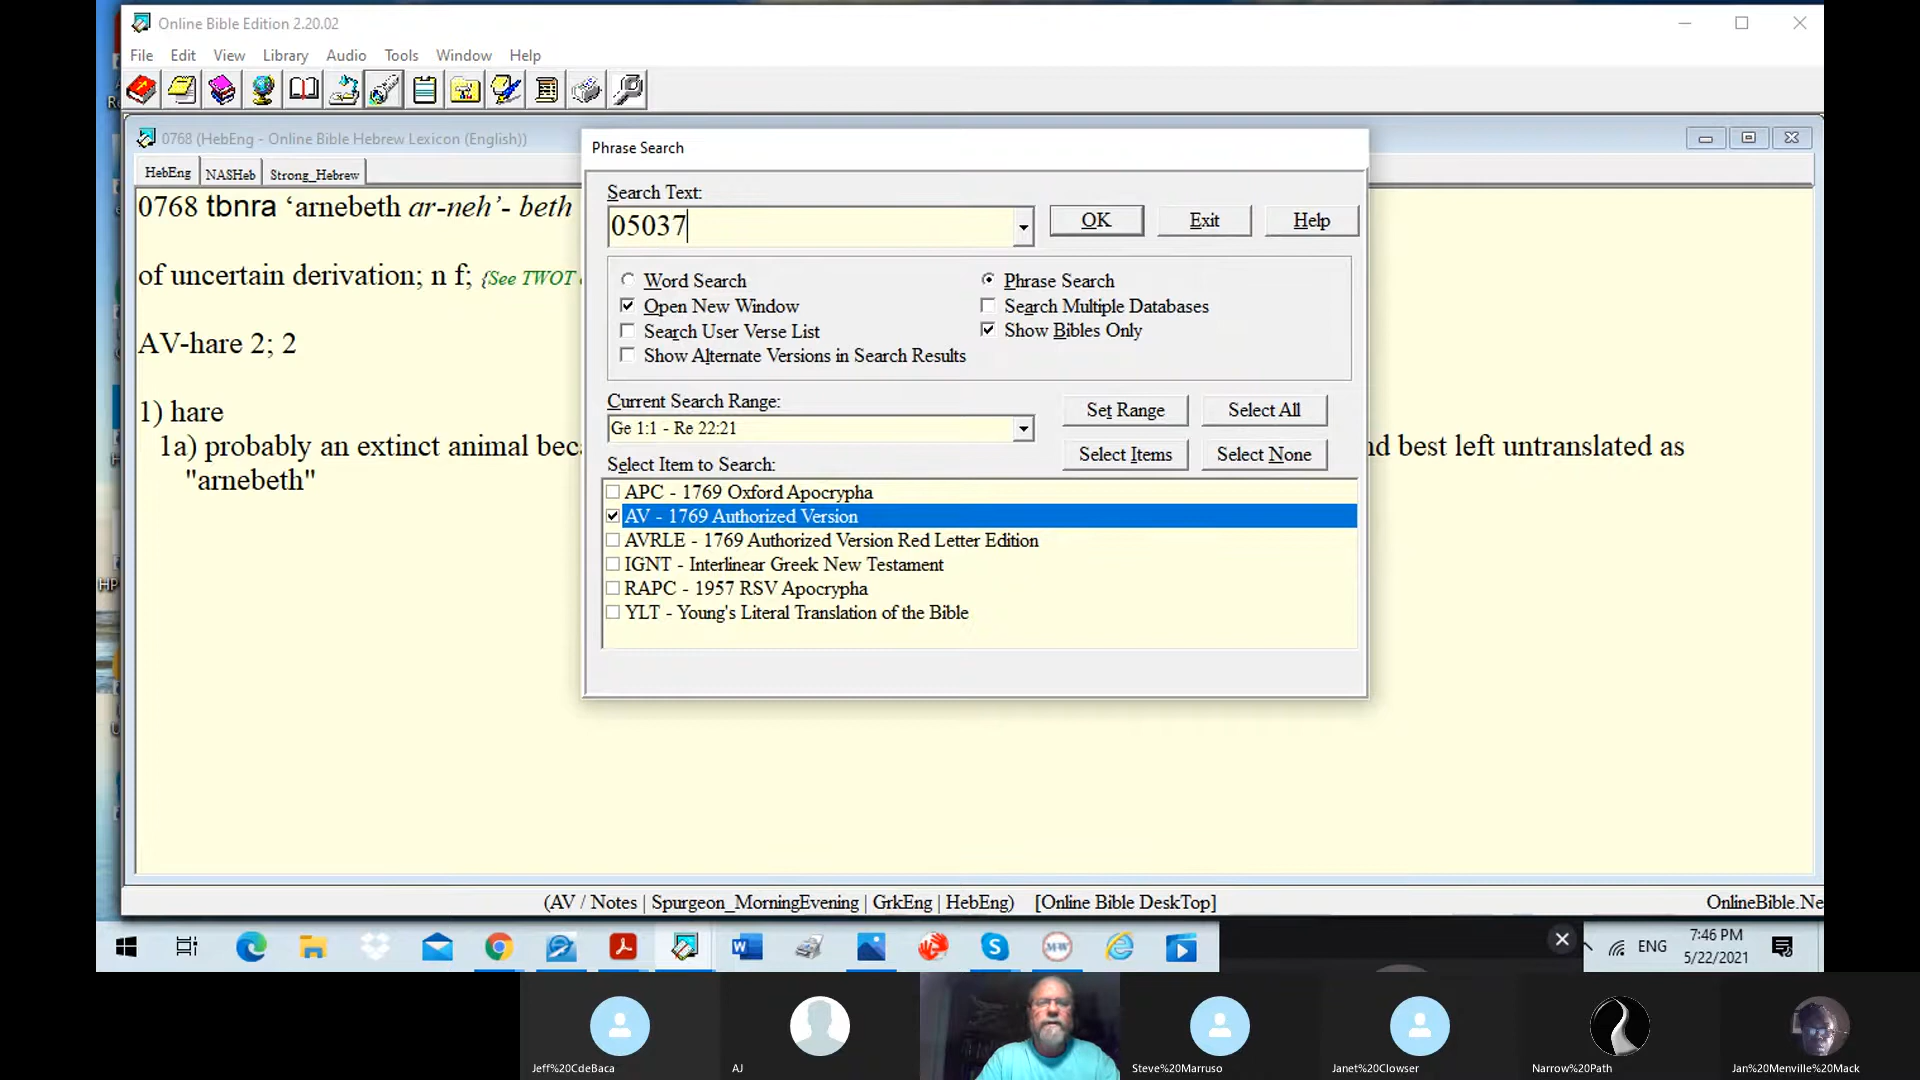 Online Bible Edition 2.20.02
File Edit View Library Audio Tools Window Help
0768 (HebEng - Online Bible Hebrew Lexicon (English))
HebEng NASHeb Strong_Hebrew
0768 tbnra ‘arnebeth ar-neh’- beth
of uncertain derivation; n f; {See TWOT
AV-hare 2; 2
1) hare
1a) probably an extinct animal bec
nd best left untranslated as
"arnebeth"
Phrase Search
Search Text:
05037
OK Exit Help
Word Search
Phrase Search
Open New Window
Search Multiple Databases
Search User Verse List
Show Bibles Only
Show Alternate Versions in Search Results
Current Search Range:
Ge 1:1 - Re 22:21
Set Range Select All
Select Items Select None
Select Item to Search:
APC - 1769 Oxford Apocrypha
AV - 1769 Authorized Version
AVRLE - 1769 Authorized Version Red Letter Edition
IGNT - Interlinear Greek New Testament
RAPC - 1957 RSV Apocrypha
YLT - Young's Literal Translation of the Bible
(AV / Notes | Spurgeon_MorningEvening | GrkEng | HebEng) [Online Bible DeskTop]
OnlineBible.Ne
HP
ENG
7:46 PM
5/22/2021
Jeff%20CdeBaca
AJ
Steve%20Marruso
Janet%20Clowser
Narrow%20Path
Jan%20Menville%20Mack